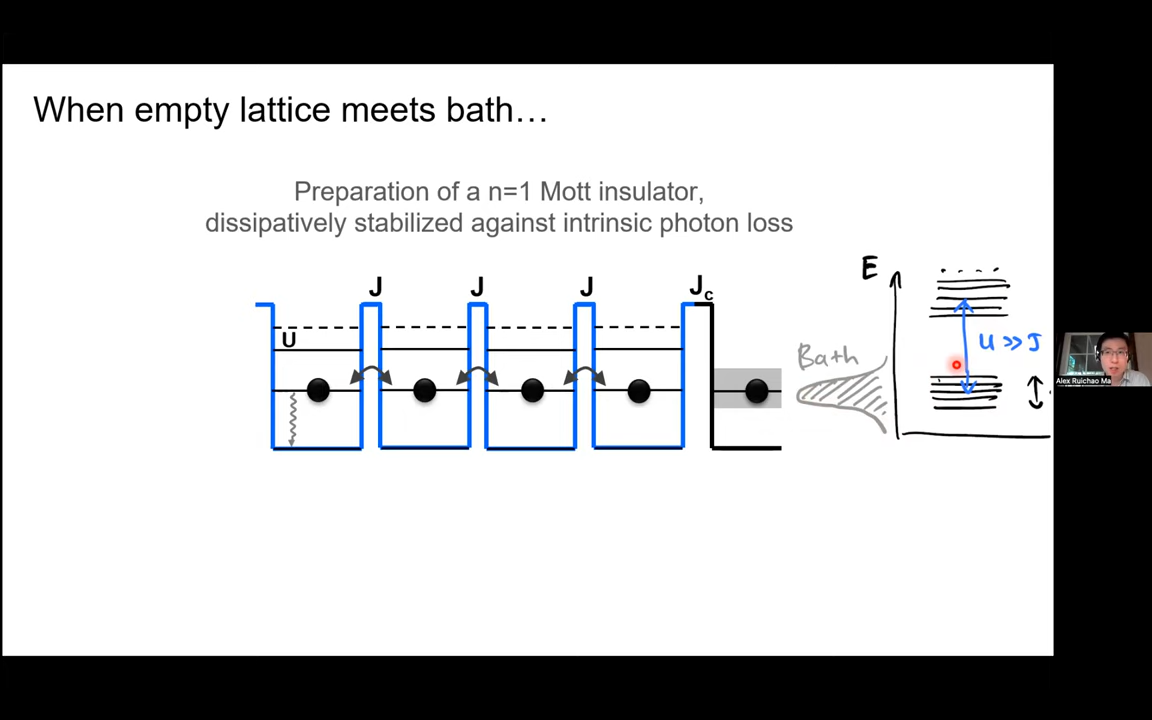 When empty lattice meets bath…
Preparation of a n=1 Mott insulator,
dissipatively stabilized against intrinsic photon loss
J J J Jc
E
U
Bath
U >> J
Alex Ruichao Ma